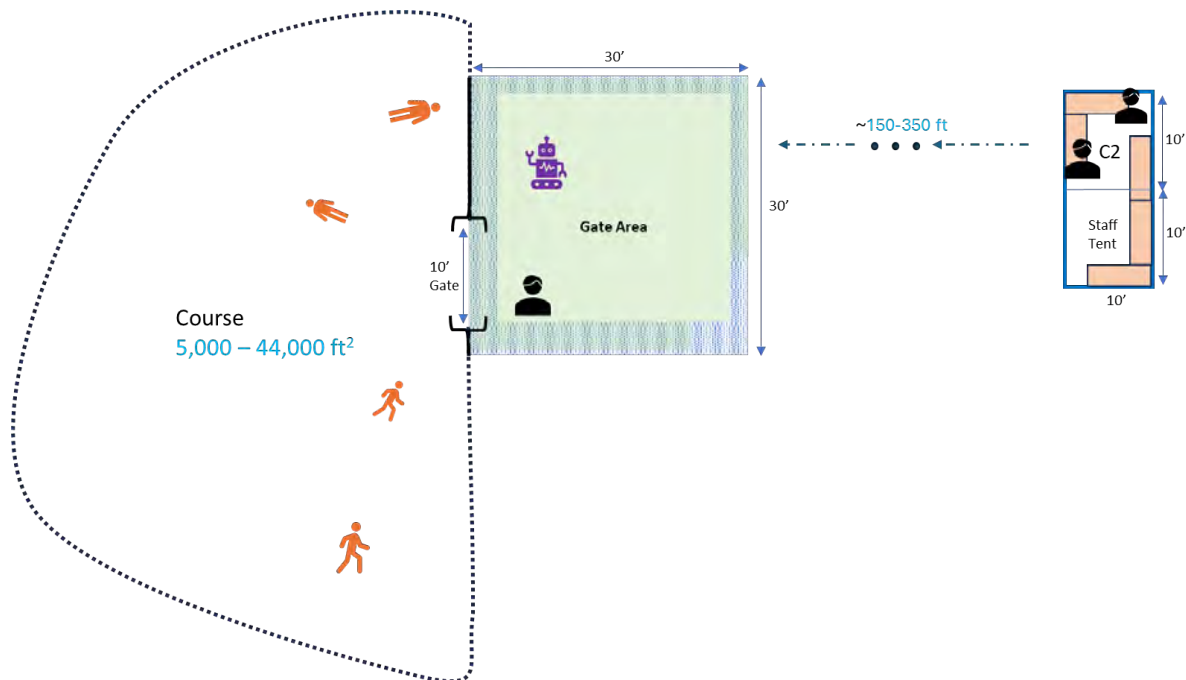 30’
~150-350 ft
10’
C2
30’
Gate Area
Staff
Tent
10’
10’
Gate
10’
Course
5,000 – 44,000 ft²